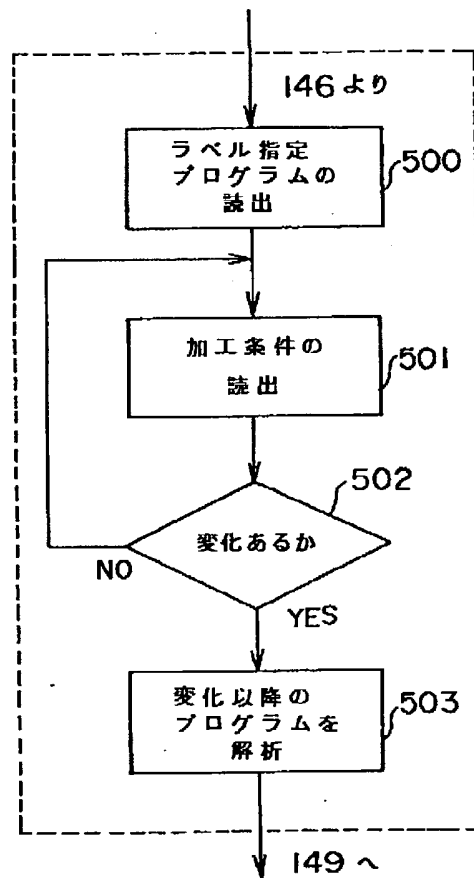 146より
ラベル指定
プログラムの
読出
500
加工条件の
読出
501
502
変化あるか
NO
YES
変化以降の
プログラムを
解析
503
149へ